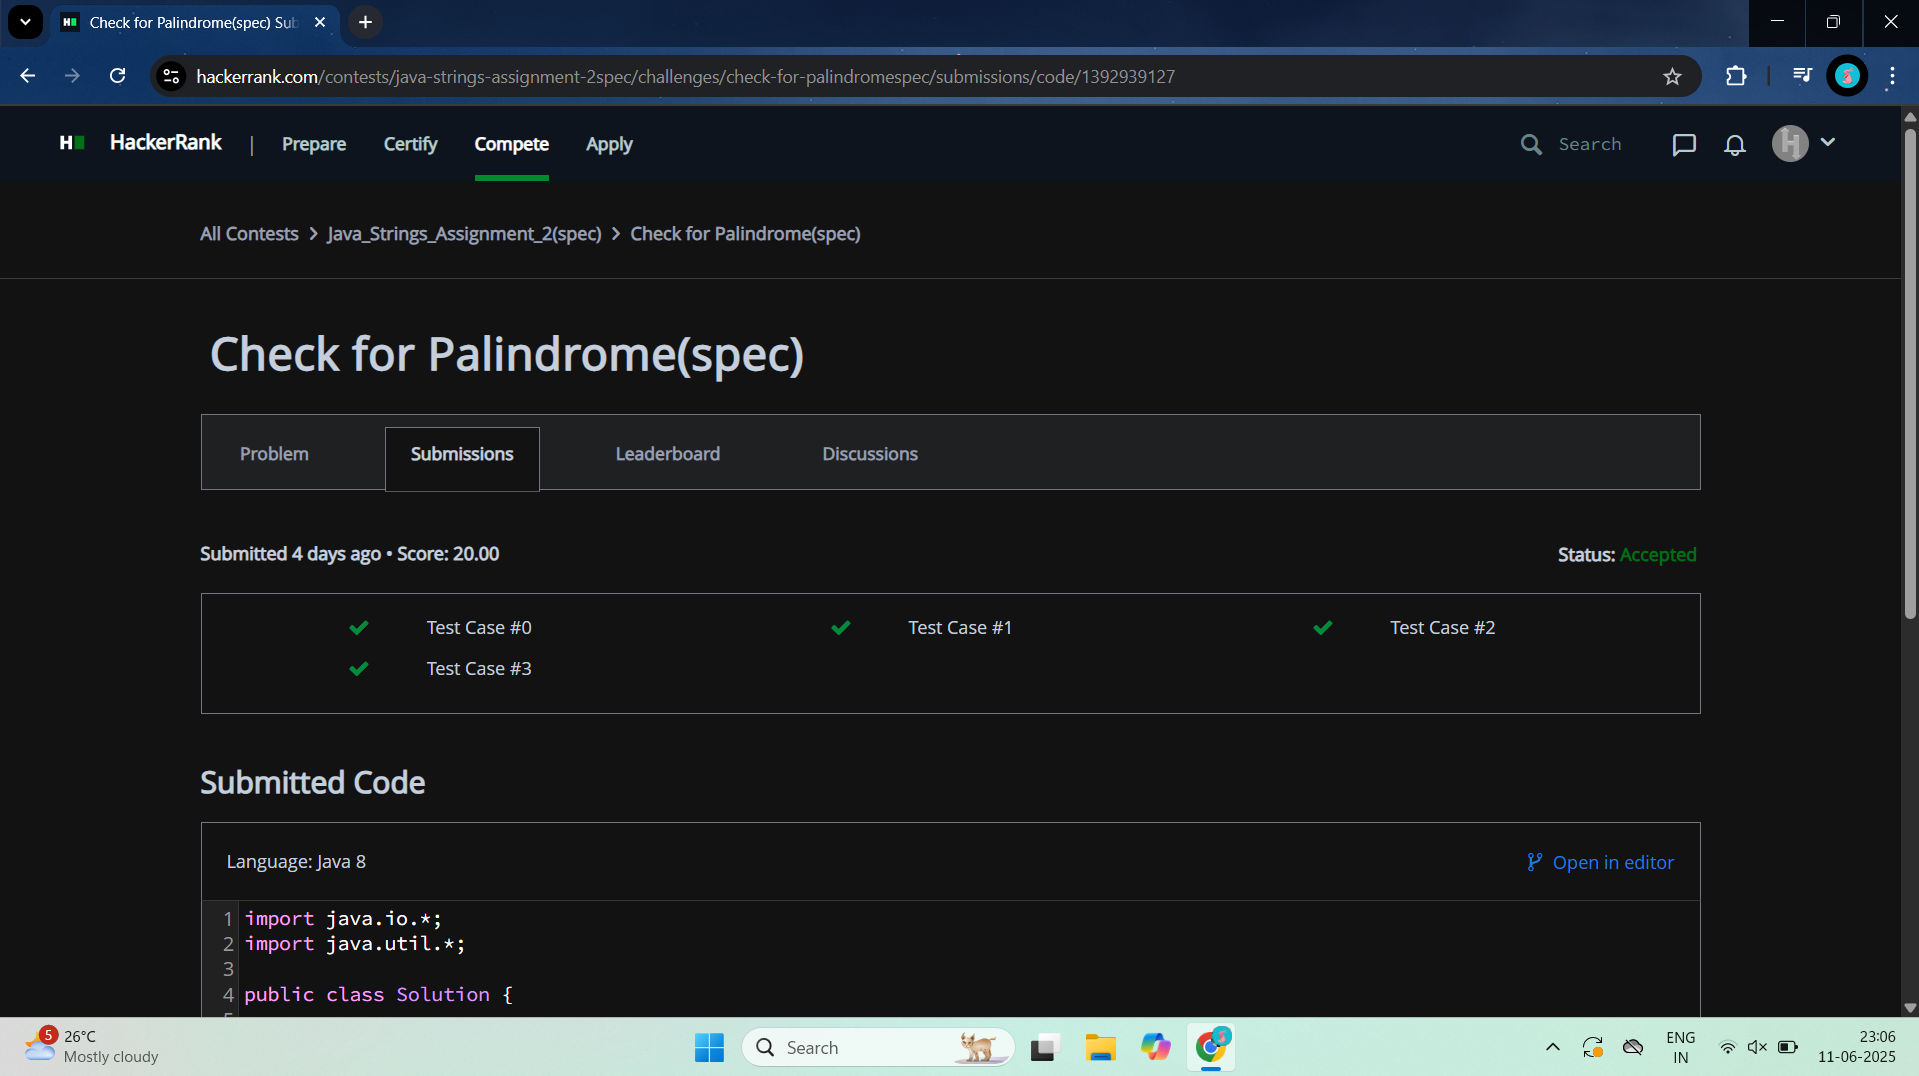 Check for Palindrome(spec) Sub
hackerrank.com/contests/java-strings-assignment-2spec/challenges/check-for-palindromespec/submissions/code/1392939127
H
HackerRank | Prepare Certify Compete Apply Search
H
All Contests > Java_Strings_Assignment_2(spec) > Check for Palindrome(spec)
Check for Palindrome(spec)
Problem Submissions Leaderboard Discussions
Submitted 4 days ago • Score: 20.00 Status: Accepted
Test Case #0 Test Case #1 Test Case #2
Test Case #3
Submitted Code
Language: Java 8 Open in editor
1 import java.io.*;
2 import java.util.*;
3
4 public class Solution {
5
5 26°C
Mostly cloudy
Search
ENG
IN
23:06
11-06-2025